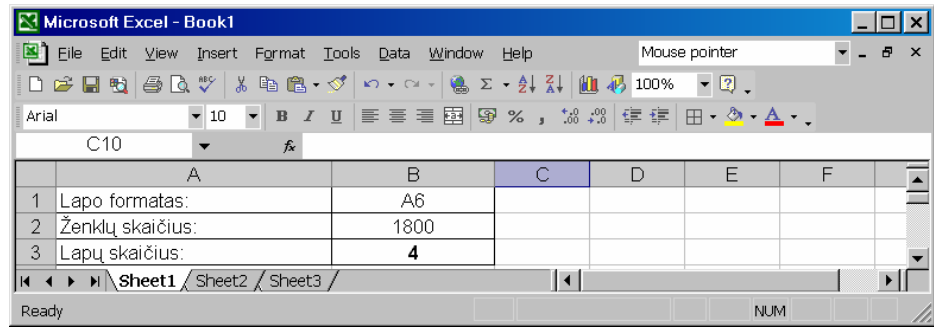 Microsoft Excel - Book1
File Edit View Insert Format Tools Data Window Help Mouse pointer
100%
Arial 10 B I U % ,
C10 fx
A B C D E F
1 Lapo formatas: A6
2 Ženklų skaičius: 1800
3 Lapų skaičius: 4
Sheet1 Sheet2 Sheet3
Ready NUM